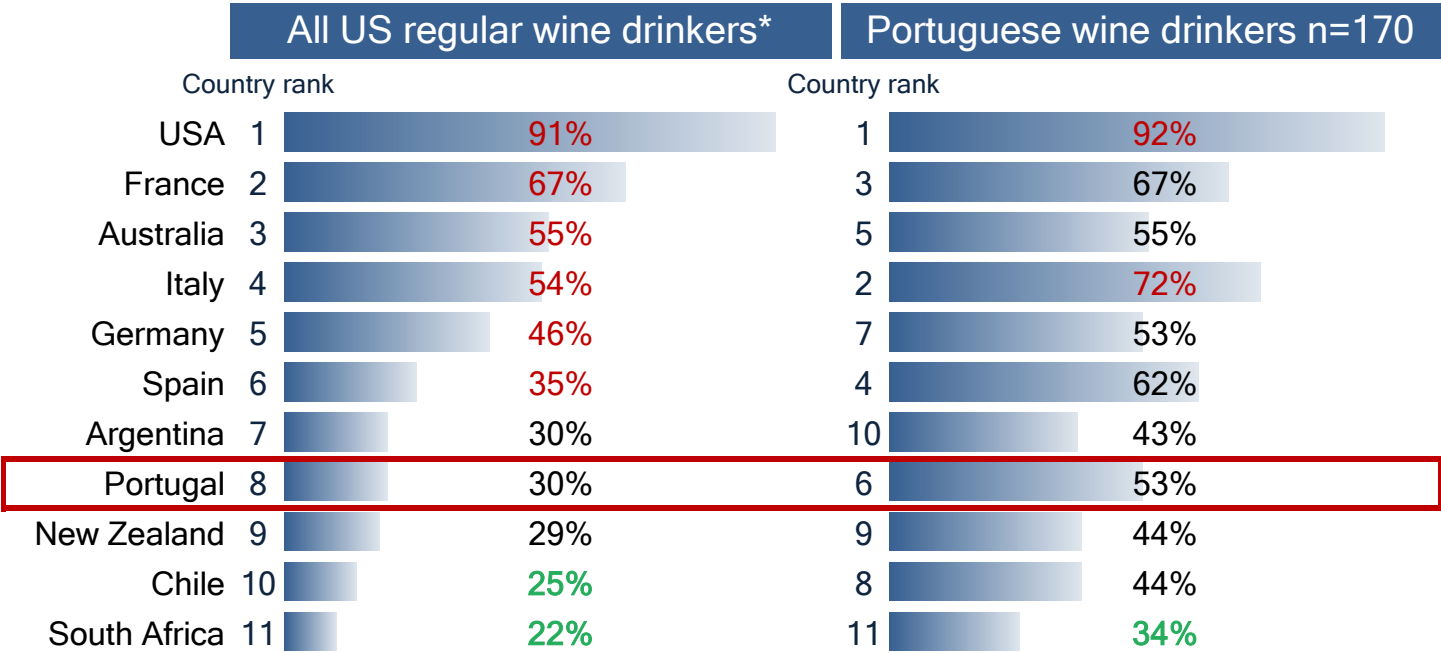 All US regular wine drinkers* Portuguese wine drinkers n=170
Country rank Country rank
USA 1 91% 1 92%
France 2 67% 3 67%
Australia 3 55% 5 55%
Italy 4 54% 2 72%
Germany 5 46% 7 53%
Spain 6 35% 4 62%
Argentina 7 30% 10 43%
Portugal 8 30% 6 53%
New Zealand 9 29% 9 44%
Chile 10 25% 8 44%
South Africa 11 22% 11 34%